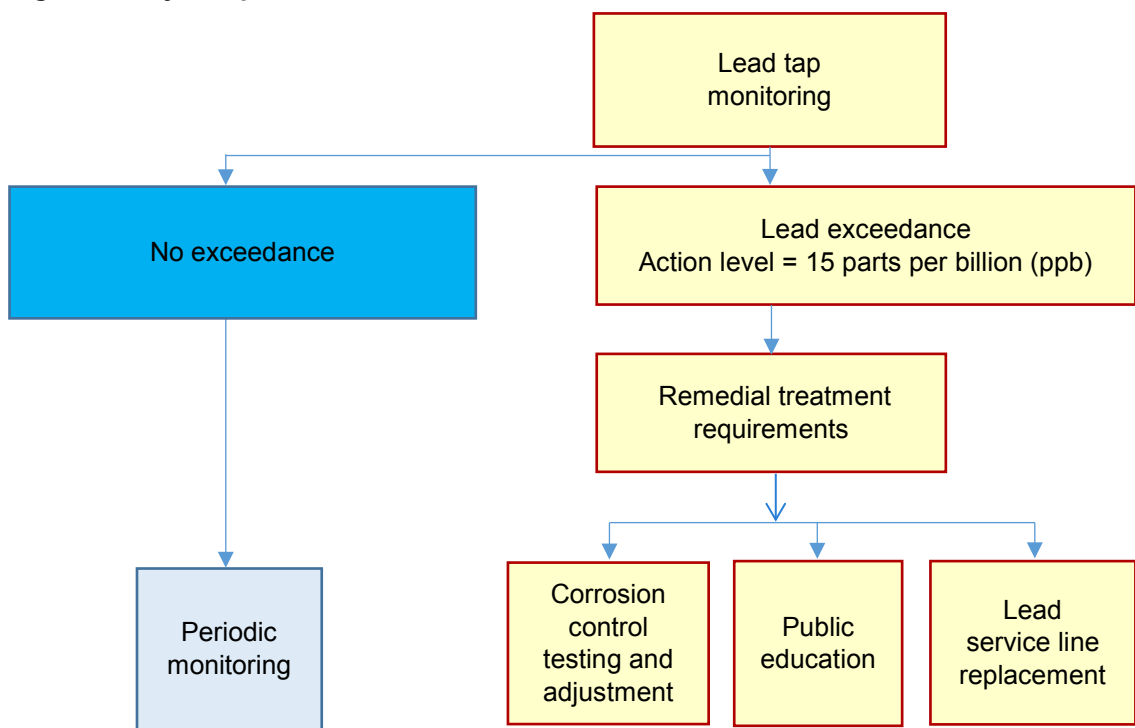 Lead tap
monitoring
No exceedance
Lead exceedance
Action level = 15 parts per billion (ppb)
Remedial treatment
requirements
Periodic
monitoring
Corrosion
control
testing and
adjustment
Public
education
Lead
service line
replacement